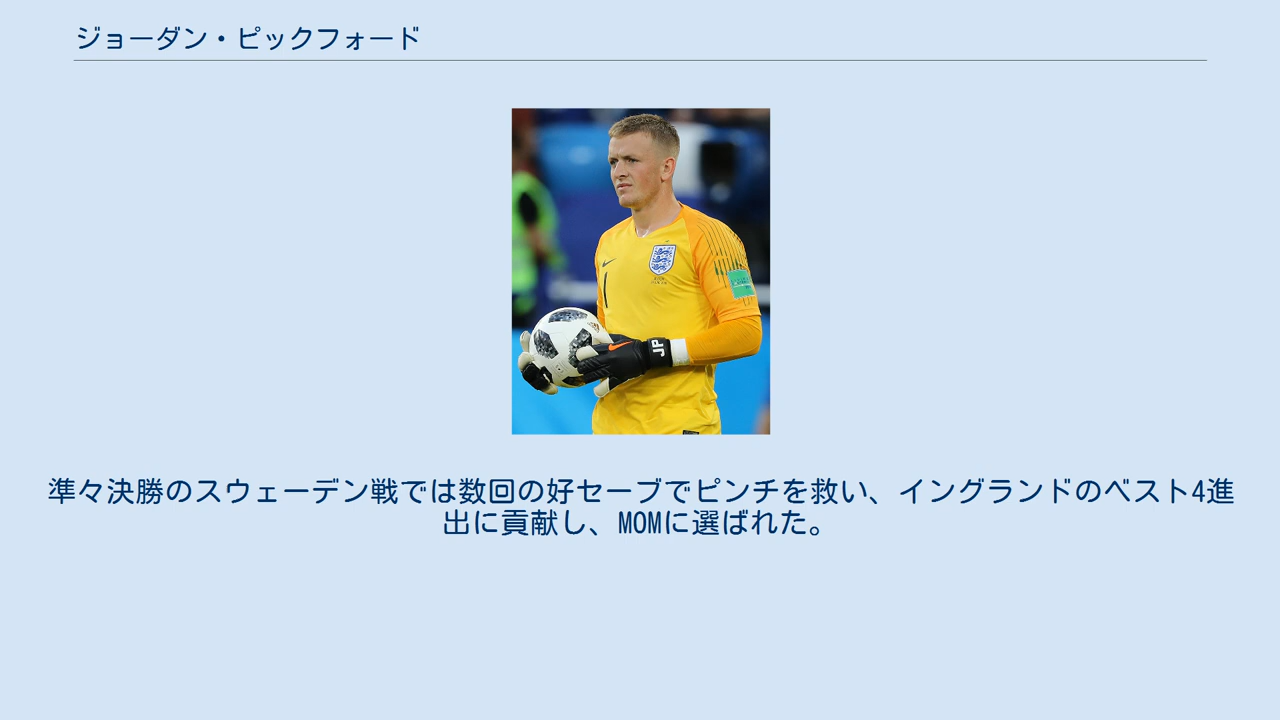 ジョーダン・ピックフォード
1
JP
準々決勝のスウェーデン戦では数回の好セーブでピンチを救い、イングランドのベスト4進
出に貢献し、MOMに選ばれた。